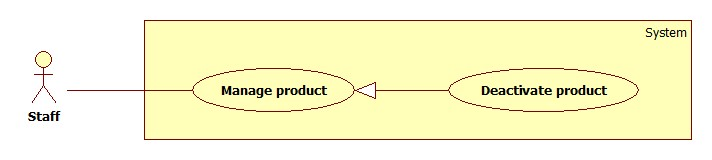 System
Manage product
Deactivate product
Staff